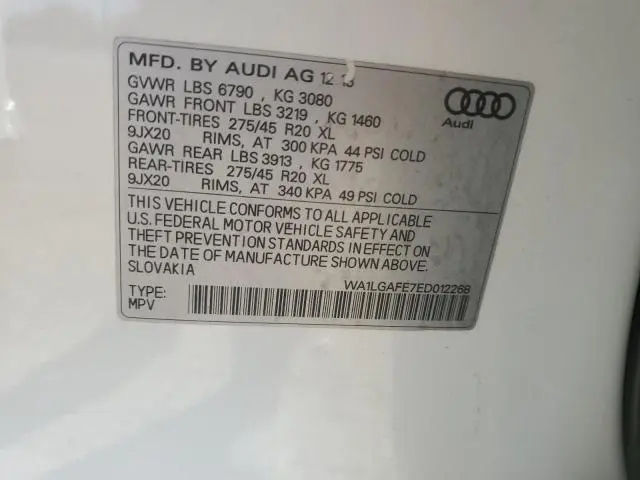 MFD. BY AUDI AG 12 13
GVWR LBS 6790 , KG 3080
GAWR FRONT LBS 3219 , KG 1460
FRONT-TIRES 275/45 R20 XL
9JX20 RIMS, AT 300 KPA 44 PSI COLD
GAWR REAR LBS 3913 , KG 1775
REAR-TIRES 275/45 R20 XL
9JX20 RIMS, AT 340 KPA 49 PSI COLD
Audi
THIS VEHICLE CONFORMS TO ALL APPLICABLE
U.S. FEDERAL MOTOR VEHICLE SAFETY AND
THEFT PREVENTION STANDARDS IN EFFECT ON
THE DATE OF MANUFACTURE SHOWN ABOVE.
SLOVAKIA
WA1LGAFE7ED012268
TYPE:
MPV